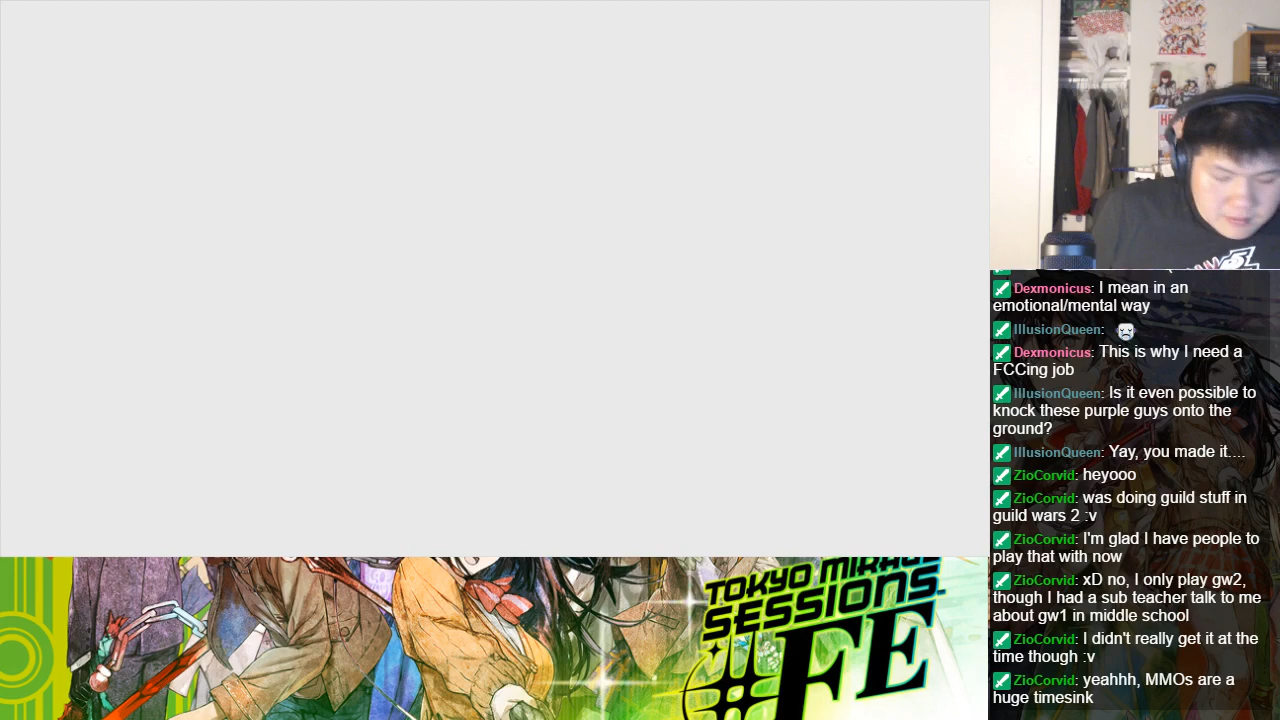 Dexmonicus: I mean in an
emotional/mental way
IllusionQueen:
Dexmonicus: This is why I need a
FCCing job
IllusionQueen: Is it even possible to
knock these purple guys onto the
ground?
IllusionQueen: Yay, you made it....
ZioCorvid: heyooo
ZioCorvid: was doing guild stuff in
guild wars 2 :v
ZioCorvid: I'm glad I have people to
play that with now
ZioCorvid: xD no, I only play gw2,
though I had a sub teacher talk to me
about gw1 in middle school
ZioCorvid: I didn't really get it at the
time though :v
ZioCorvid: yeahhh, MMOs are a
huge timesink
TOKYO MIRAGE
SESSIONS
#FE